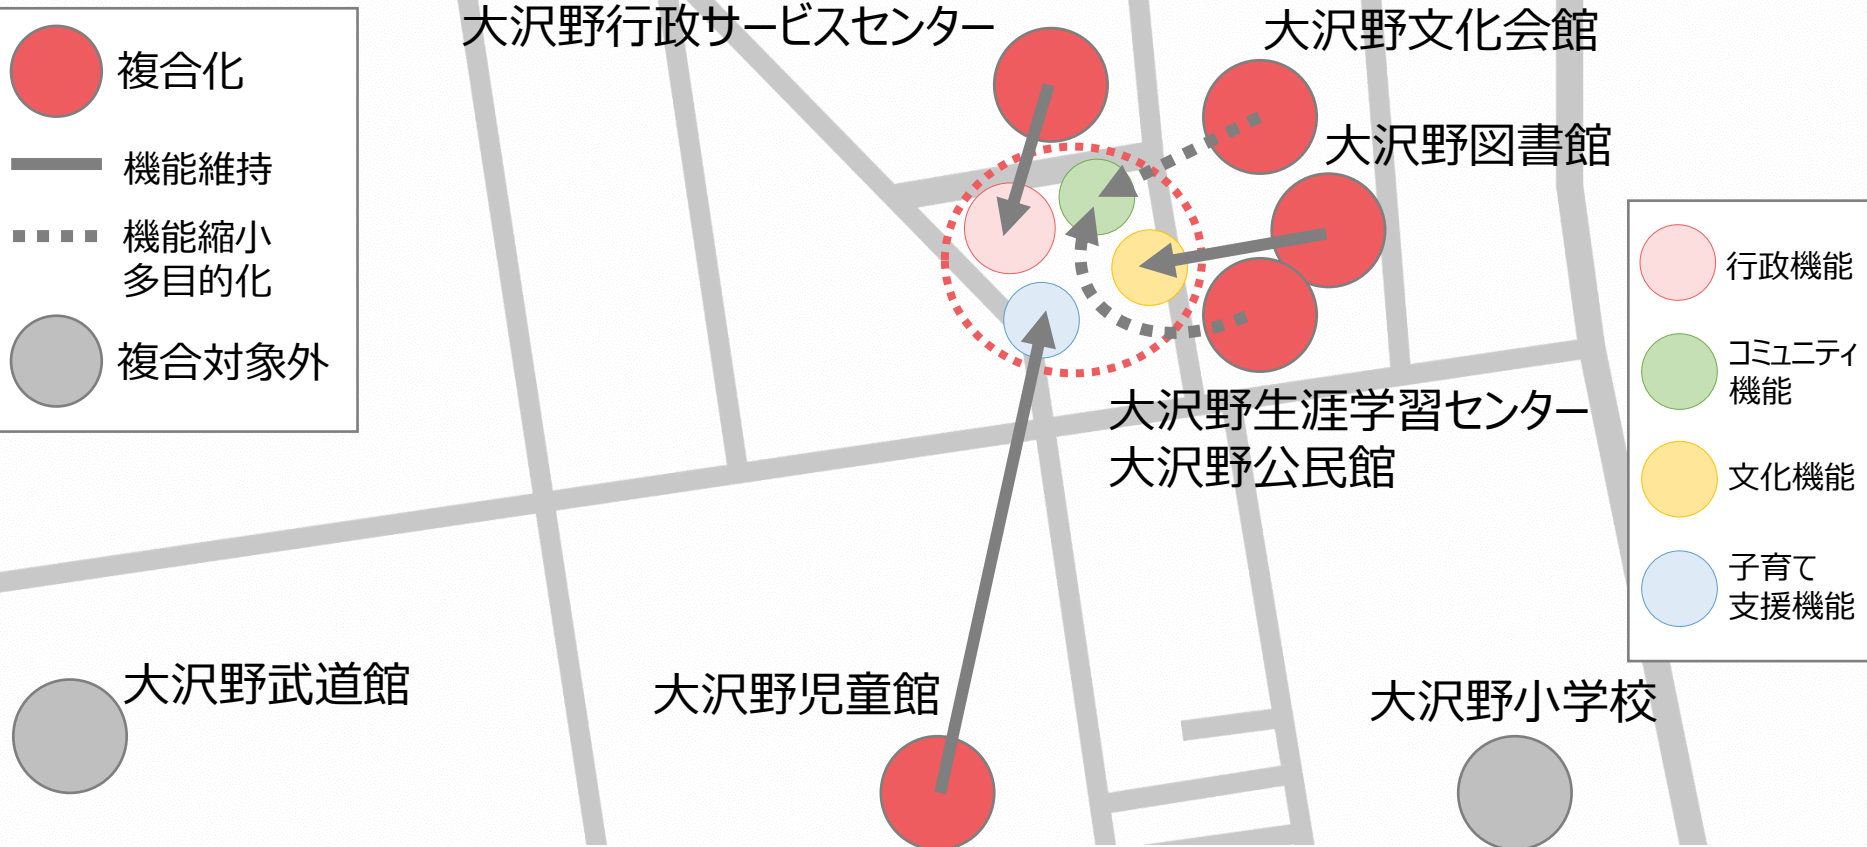 複合化
機能維持
機能縮小
多目的化
複合対象外
大沢野行政サービスセンター
大沢野文化会館
大沢野図書館
大沢野生涯学習センター
大沢野公民館
行政機能
コミュニティ
機能
文化機能
子育て
支援機能
大沢野武道館
大沢野児童館
大沢野小学校